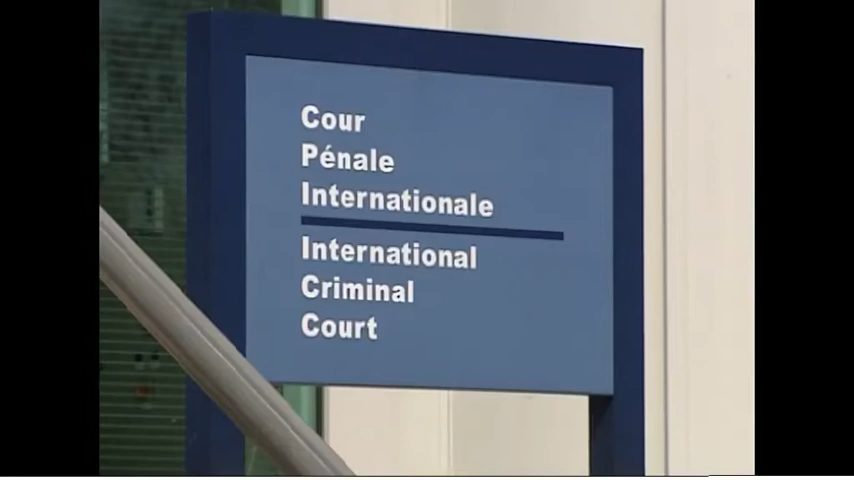 Cour
Pénale
Internationale
International
Criminal
Court